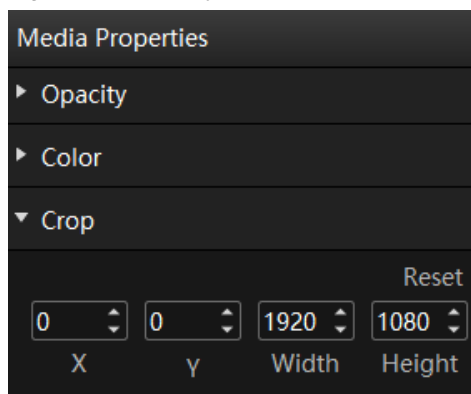 Media Properties
Opacity
Color
Crop
Reset
0 0 1920 1080
X Y Width Height